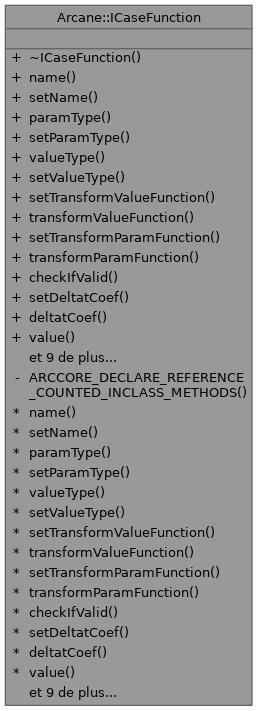 Arcane::ICaseFunction
+ ~ICaseFunction()
+ name()
+ setName()
+ paramType()
+ setParamType()
+ valueType()
+ setValueType()
+ setTransformValueFunction()
+ transformValueFunction()
+ setTransformParamFunction()
+ transformParamFunction()
+ checkIfValid()
+ setDeltatCoef()
+ deltatCoef()
+ value()
et 9 de plus...
- ARCCORE_DECLARE_REFERENCE
_COUNTED_INCLASS_METHODS()
* name()
* setName()
* paramType()
* setParamType()
* valueType()
* setValueType()
* setTransformValueFunction()
* transformValueFunction()
* setTransformParamFunction()
* transformParamFunction()
* checkIfValid()
* setDeltatCoef()
* deltatCoef()
* value()
et 9 de plus...